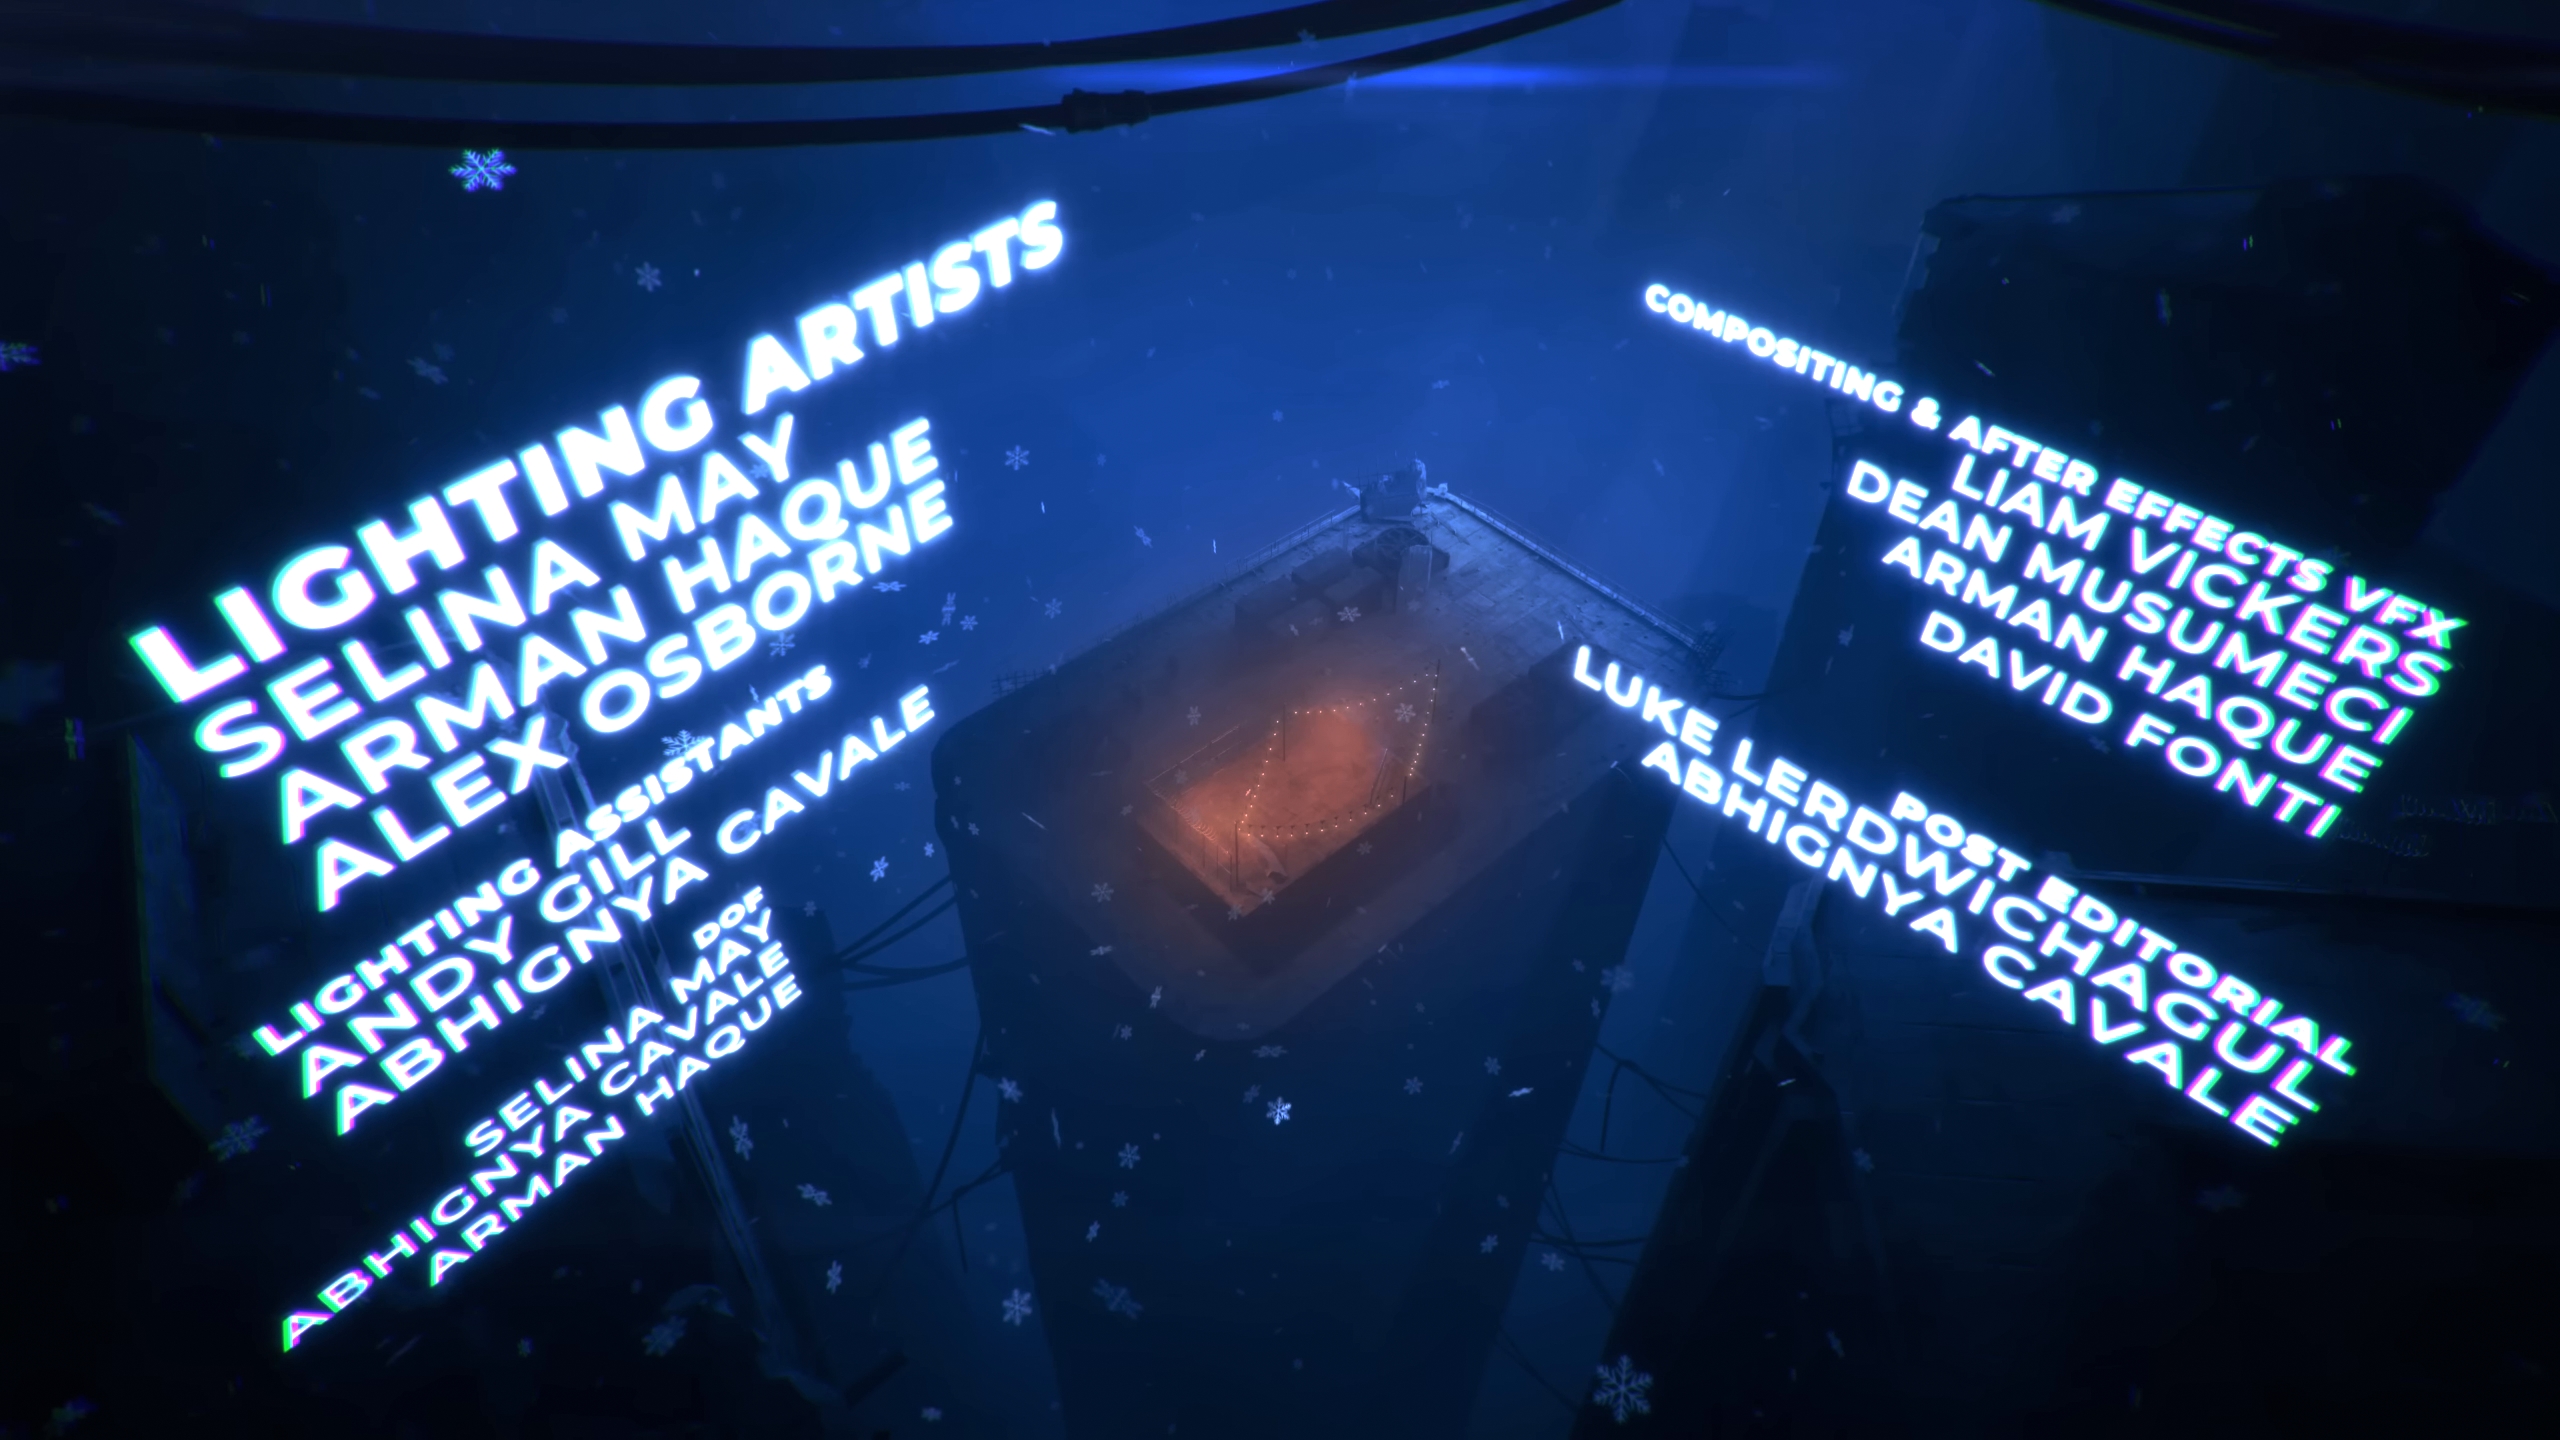 LIGHTING ARTISTS
SELINA MAY
ARMAN HAQUE
ALEX OSBORNE
LIGHTING ASSISTANTS
ANDY GILL
ABHIGNYA CAVALE
DOF
SELINA MAY
ABHIGNYA CAVALE
ARMAN HAQUE
COMPOSITING & AFTER EFFECTS VFX
LIAM VICKERS
DEAN MUSUMECI
ARMAN HAQUE
DAVID FONTI
POST EDITORIAL
LUKE LERDWICHAGUL
ABHIGNYA CAVALE